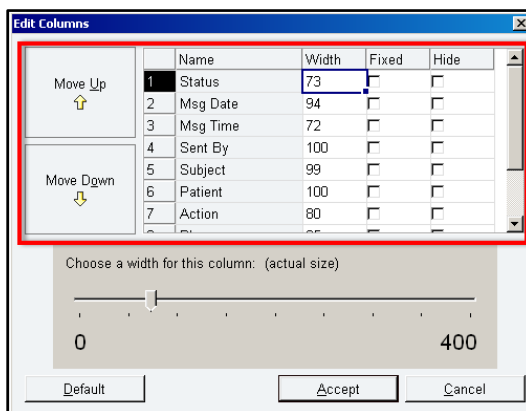 Edit Columns
Name Width Fixed Hide
Move Up
1 Status 73
2 Msg Date 94
3 Msg Time 72
4 Sent By 100
Move Down
5 Subject 99
6 Patient 100
7 Action 80
Choose a width for this column: (actual size)
0 400
Default Accept Cancel